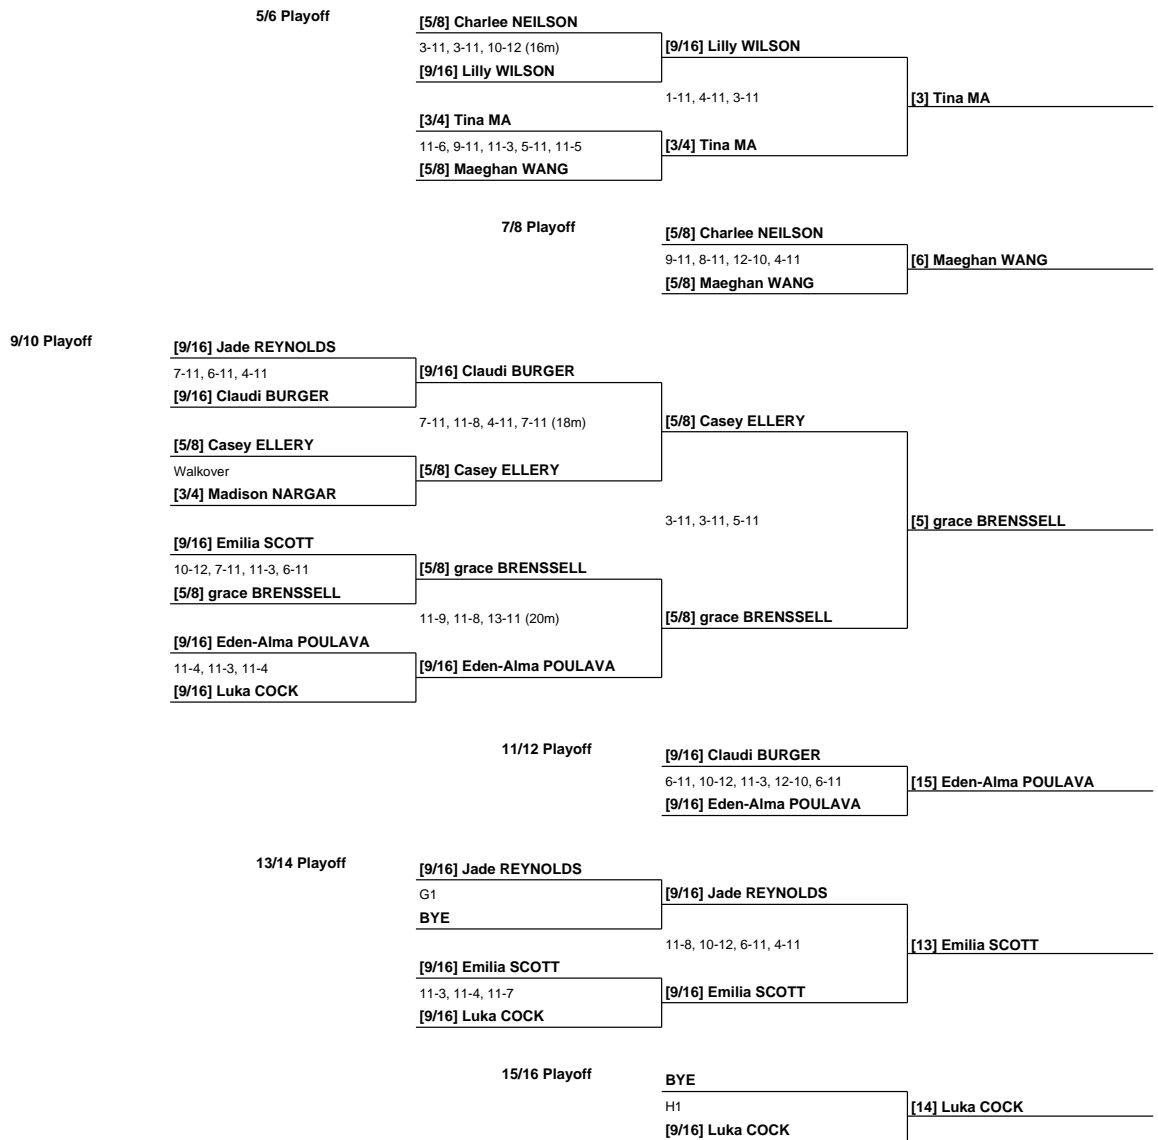 5/6 Playoff
[5/8] Charlee NEILSON
3-11, 3-11, 10-12 (16m)
[9/16] Lilly WILSON
[9/16] Lilly WILSON
1-11, 4-11, 3-11
[3] Tina MA
[3/4] Tina MA
11-6, 9-11, 11-3, 5-11, 11-5
[3/4] Tina MA
[5/8] Maeghan WANG
7/8 Playoff
[5/8] Charlee NEILSON
9-11, 8-11, 12-10, 4-11
[6] Maeghan WANG
[5/8] Maeghan WANG
9/10 Playoff
[9/16] Jade REYNOLDS
7-11, 6-11, 4-11
[9/16] Claudi BURGER
[9/16] Claudi BURGER
7-11, 11-8, 4-11, 7-11 (18m)
[5/8] Casey ELLERY
[5/8] Casey ELLERY
Walkover
[5/8] Casey ELLERY
[3/4] Madison NARGAR
3-11, 3-11, 5-11
[5] grace BRENSSELL
[9/16] Emilia SCOTT
10-12, 7-11, 11-3, 6-11
[5/8] grace BRENSSELL
[5/8] grace BRENSSELL
11-9, 11-8, 13-11 (20m)
[5/8] grace BRENSSELL
[9/16] Eden-Alma POULAVA
11-4, 11-3, 11-4
[9/16] Eden-Alma POULAVA
[9/16] Luka COCK
11/12 Playoff
[9/16] Claudi BURGER
6-11, 10-12, 11-3, 12-10, 6-11
[15] Eden-Alma POULAVA
[9/16] Eden-Alma POULAVA
13/14 Playoff
[9/16] Jade REYNOLDS
G1
[9/16] Jade REYNOLDS
BYE
11-8, 10-12, 6-11, 4-11
[13] Emilia SCOTT
[9/16] Emilia SCOTT
11-3, 11-4, 11-7
[9/16] Emilia SCOTT
[9/16] Luka COCK
15/16 Playoff
BYE
H1
[14] Luka COCK
[9/16] Luka COCK